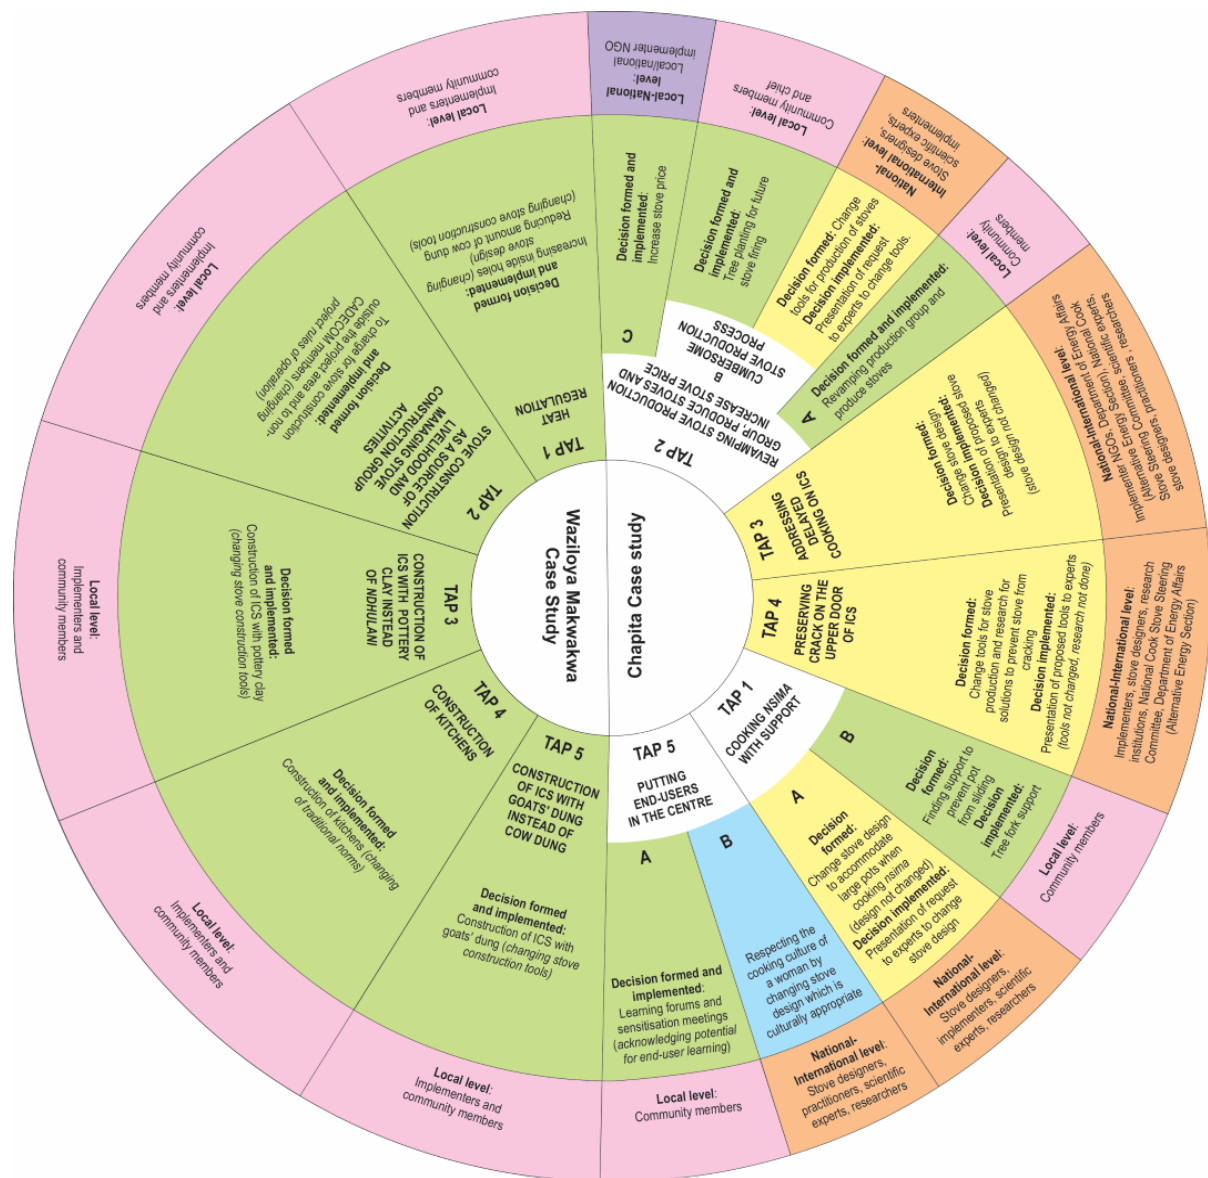 Waziloya Makwakwa
Case Study
TAP 1
HEAT
REGULATION
Decision formed
and implemented:
Increasing inside holes (changing
stove design)
Reducing amount of cow dung
(changing stove construction tools)
Local level:
Implementers and
community members
TAP 2
STOVE CONSTRUCTION
AS A SOURCE OF
LIVELIHOOD AND
MANGING STOVE
CONSTRUCTION GROUP
ACTIVITIES
Decision formed
and implemented:
To charge for stove construction
outside the project area and to non-
CADECOM members (changing
project rules of operation)
Local level:
Implementers and
community members
TAP 3
CONSTRUCTION OF
ICS WITH POTTERY
CLAY INSTEAD
OF NDHULANI
Decision formed
and implemented:
Construction of ICS with pottery clay
(changing stove construction tools)
Local level:
Implementers and
community members
TAP 4
CONSTRUCTION
OF KITCHENS
Decision formed
and implemented:
Construction of kitchens (changing
of traditional norms)
Local level:
Implementers and
community members
TAP 5
CONSTRUCTION
OF ICS WITH
GOATS' DUNG
INSTEAD OF
COW DUNG
Decision formed
and implemented:
Construction of ICS with
goats' dung (changing stove
construction tools)
Local level:
Implementers and
community members
Chapita Case study
TAP 1
COOKING NSIMA
WITH SUPPORT
A
Decision
formed:
Change stove design
to accommodate
large pots when
cooking nsima
(design not changed)
Decision implemented:
Presentation of request
to experts to change
stove design
National-
International level:
Stove designers,
implementers, scientific
experts, researchers
B
Decision
formed:
Finding support to
prevent pot
from sliding
Decision
implemented:
Tree fork support
Local level:
Community members
TAP 2
REVAMPING STOVE PRODUCTION
GROUP, PRODUCE STOVES AND
INCREASE STOVE PRICE
A
Decision formed and implemented:
Revamping production group and
produce stoves
Local level:
Community
members
B
CUMBERSOME
STOVE PRODUCTION
PROCESS
Decision formed: Change
tools for production of stoves
Decision implemented:
Presentation of request
to experts to change tools.
National-
International level:
Stove designers,
scientific experts,
implementers
Decision formed and
implemented:
Tree planting for future
stove firing
Local level:
Community members
and chief
C
Decision formed and
implemented:
Increase stove price
Local-National
level:
Local/national
implementer NGO
TAP 3
ADDRESSING
DELAYED
COOKING ON ICS
Decision formed:
Change stove design
Decision implemented:
Presentation of proposed stove
design to experts
(stove design not changed)
National-International level:
Implementer NGOs, Department of Energy Affairs
(Alternative Energy Section), National Cook
Stove Steering Committee, scientific experts,
stove designers, practitioners , researchers
TAP 4
PRESERVING
CRACK ON THE
UPPER DOOR
OF ICS
Decision formed:
Change tools for stove
production and research for
solutions to prevent stove from
cracking
Decision implemented:
Presentation of proposed tools to experts
(tools not changed, research not done)
National-International level:
Implementers, stove designers, research
institutions, National Cook Stove Steering
Committee, Department of Energy Affairs
(Alternative Energy Section)
TAP 5
PUTTING
END-USERS
IN THE CENTRE
A
Decision formed and
implemented:
Learning forums and
sensitisation meetings
(acknowledging potential
for end-user learning)
Local level:
Community members
B
Respecting the
cooking culture of
a woman by
changing stove
design which is
culturally appropriate
National-
International level:
Stove designers,
practitioners, scientific
experts, researchers